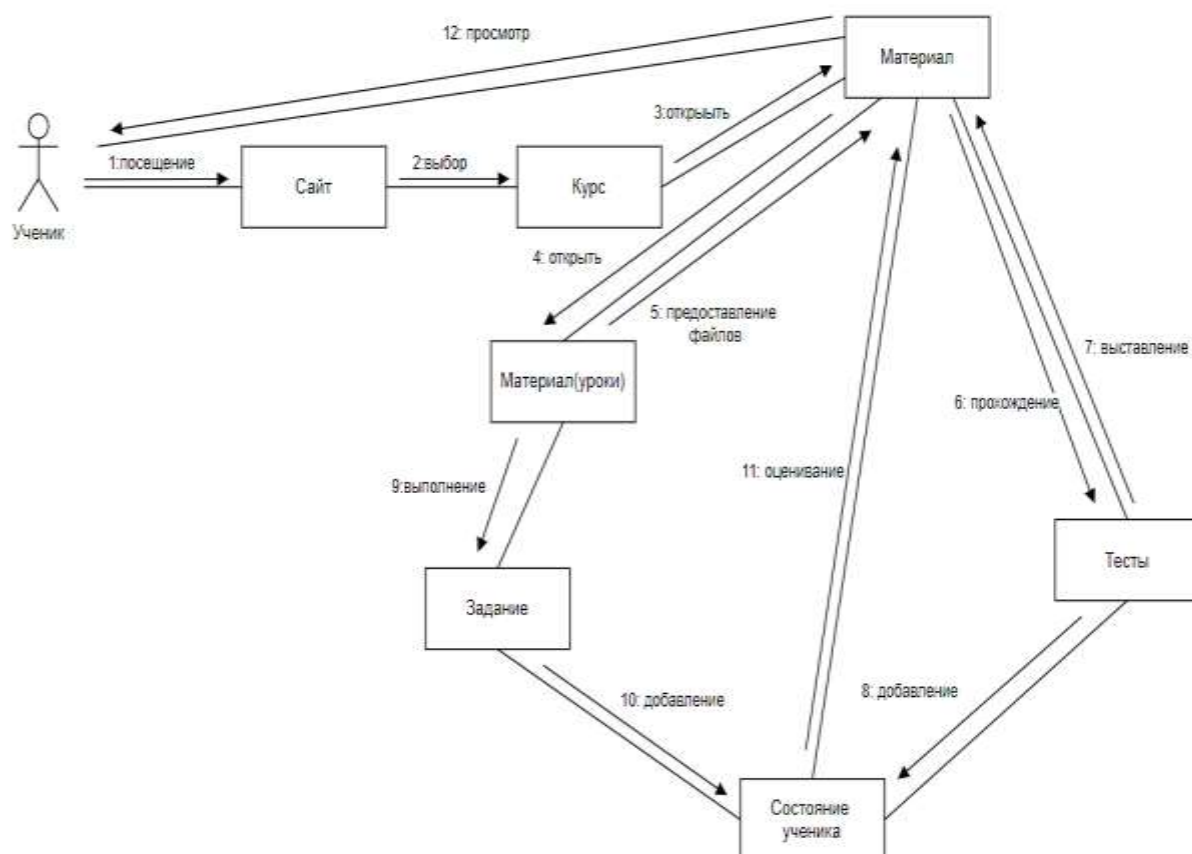 12: просмотр
Материал
3:открыыть
1:посещение
2:выбор
Сайт
Курс
Ученик
4: открыть
5: предоставление
файлов
7: выставление
Материал(уроки)
6: прохождение
11: оценивание
9:выполнение
Тесты
Задание
10: добавление
8: добавление
Состояние
ученика